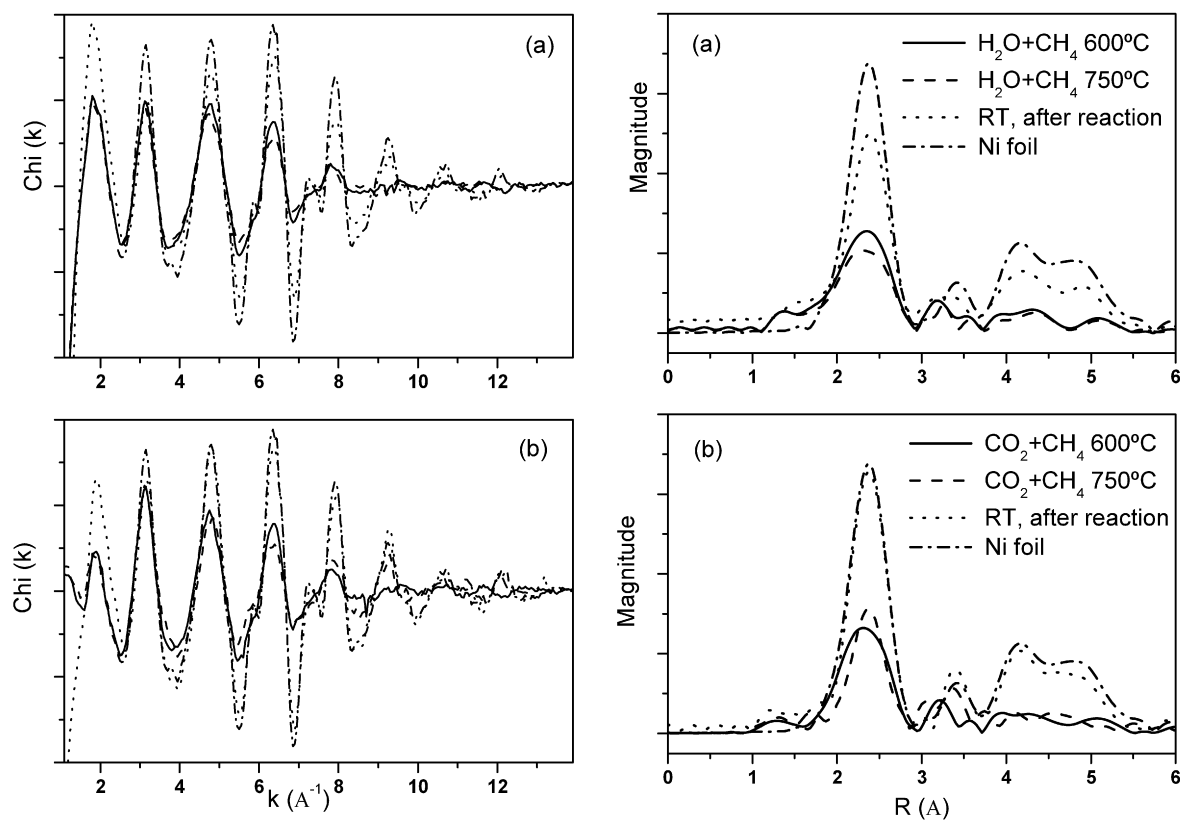 Chi (k)
(a)
2 4 6 8 10 12
Magnitude
(a)
H₂O+CH₄ 600ºC
H₂O+CH₄ 750ºC
RT, after reaction
Ni foil
0 1 2 3 4 5 6
Chi (k)
(b)
2 4 6 8 10 12
k (A⁻¹)
Magnitude
(b)
CO₂+CH₄ 600ºC
CO₂+CH₄ 750ºC
RT, after reaction
Ni foil
0 1 2 3 4 5 6
R (A)